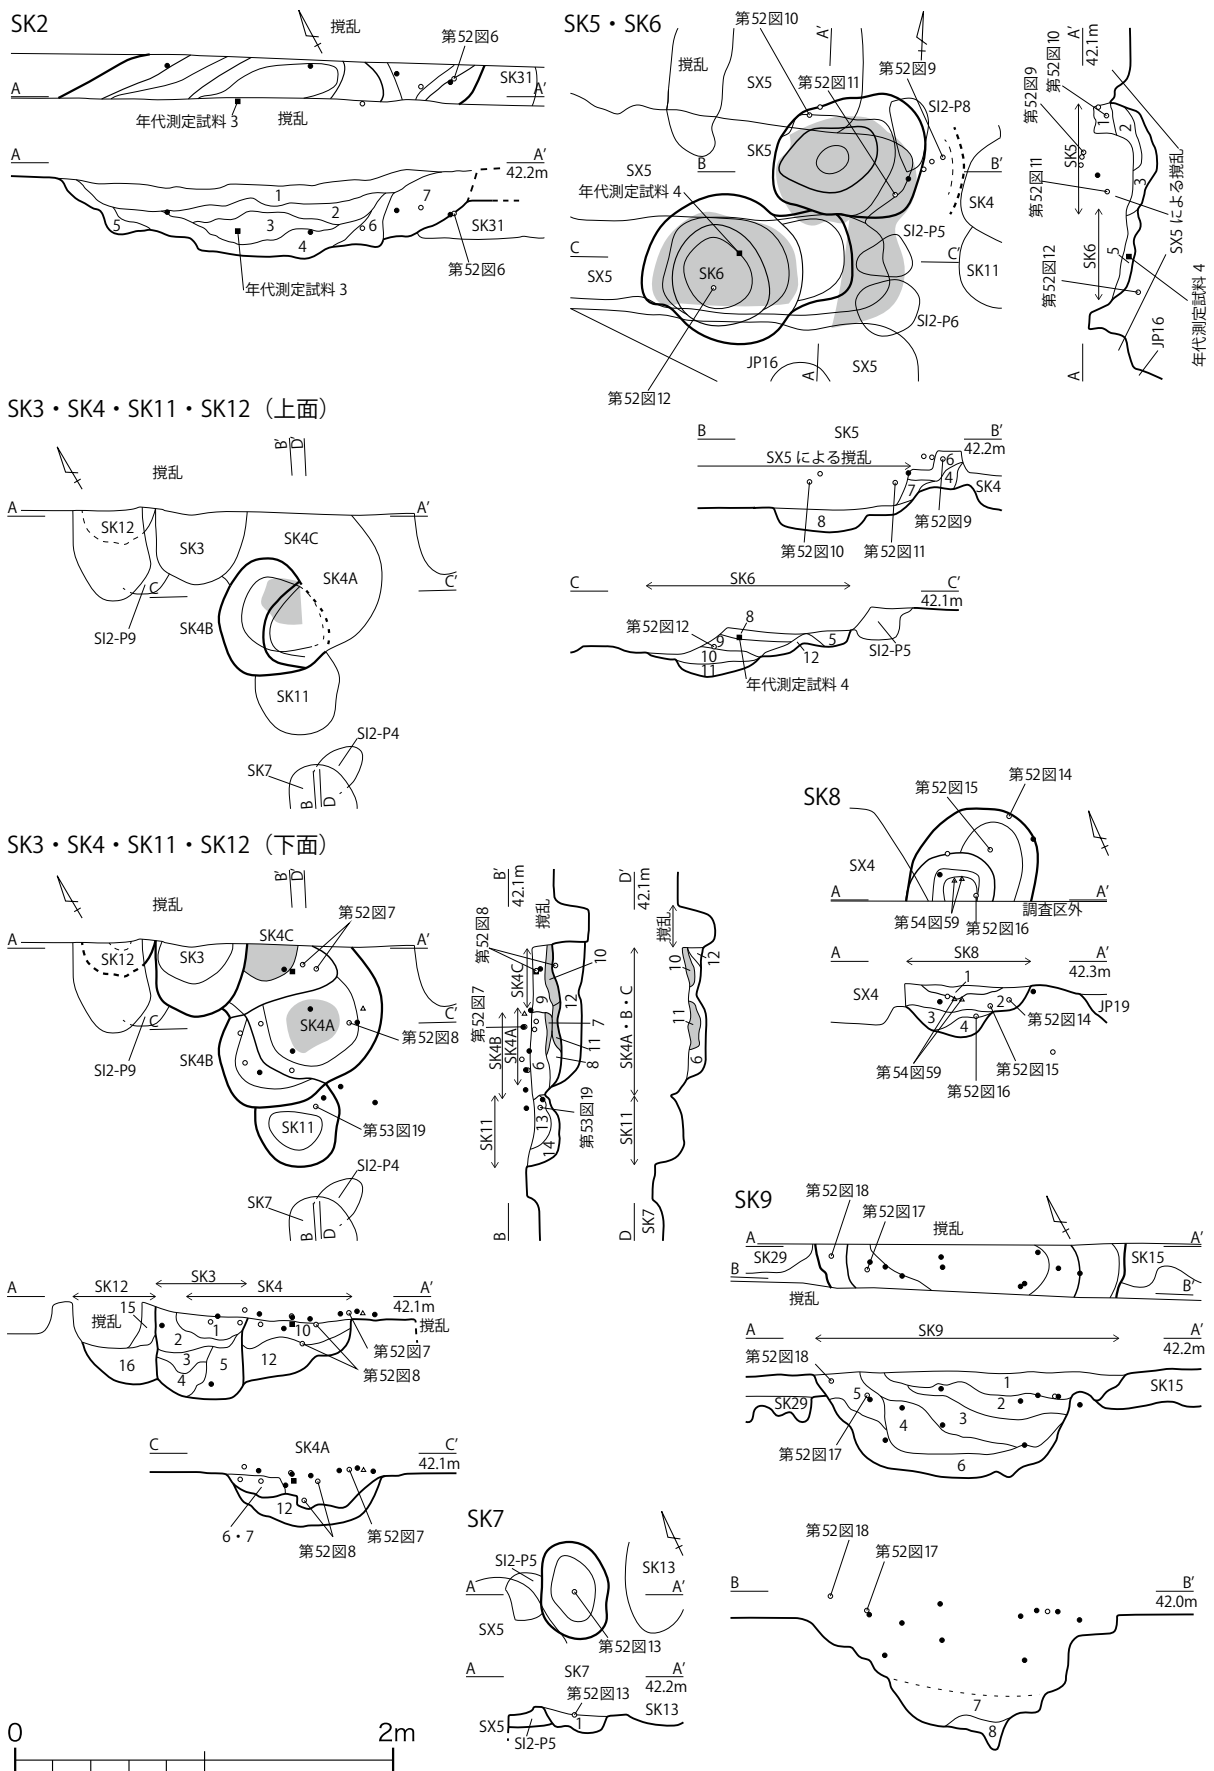 SK2
撹乱
第52図6
SK31
A
A′
年代測定試料 3
撹乱
A
A′
42.2m
1
2
3
4
5
6
7
SK31
第52図6
年代測定試料 3
SK5・SK6
第52図10
A′
撹乱
SX5
第52図11
第52図9
SI2-P8
SK5
B
B′
SX5
年代測定試料 4
SK4
SI2-P5
C
C′
SX5
SK6
SK11
SI2-P6
JP16
A
SX5
第52図12
A′
42.1m
第52図10
第52図9
1
2
SK5
第52図11
3
SX5 による撹乱
SK6
5
第52図12
年代測定試料 4
JP16
A
B
SK5
B′
42.2m
SX5 による撹乱
6
4
7
SK4
8
第52図9
第52図10
第52図11
C
SK6
C′
42.1m
第52図12
8
9
5
10
12
11
SI2-P5
年代測定試料 4
SK3・SK4・SK11・SK12（上面）
B′
D′
撹乱
A
A′
SK12
SK3
SK4C
SK4A
C
C′
SI2-P9
SK4B
SK11
SI2-P4
SK7
B
D
SK3・SK4・SK11・SK12（下面）
B′
D′
撹乱
第52図7
SK4C
A
A′
SK12
SK3
SK4A
C
C′
第52図8
SK4B
SI2-P9
SK11
第53図19
SI2-P4
SK7
B
D
B′
42.1m
撹乱
第52図8
10
SK4C
9
12
第52図7
7
SK4A
SK4B
11
6
8
第53図19
SK11
13
14
B
D′
42.1m
撹乱
10
12
SK4A・B・C
11
6
SK11
SK7
D
A
SK12
SK3
SK4
A′
42.1m
15
撹乱
1
10
撹乱
2
3
5
12
16
4
第52図7
第52図8
C
SK4A
C′
42.1m
12
6・7
第52図7
第52図8
SK8
第52図15
第52図14
SX4
A
A′
調査区外
第54図59
第52図16
A
SK8
A′
42.3m
1
SX4
2
3
4
JP19
第52図14
第54図59
第52図15
第52図16
SK9
第52図18
第52図17
撹乱
A
A′
SK29
SK15
B
B′
撹乱
A
SK9
A′
42.2m
第52図18
1
SK15
5
2
SK29
4
3
第52図17
6
第52図18
第52図17
B
B′
42.0m
7
8
SK7
SI2-P5
SK13
A
A′
SX5
第52図13
A
SK7
A′
42.2m
第52図13
SK13
1
SX5
SI2-P5
0
2m